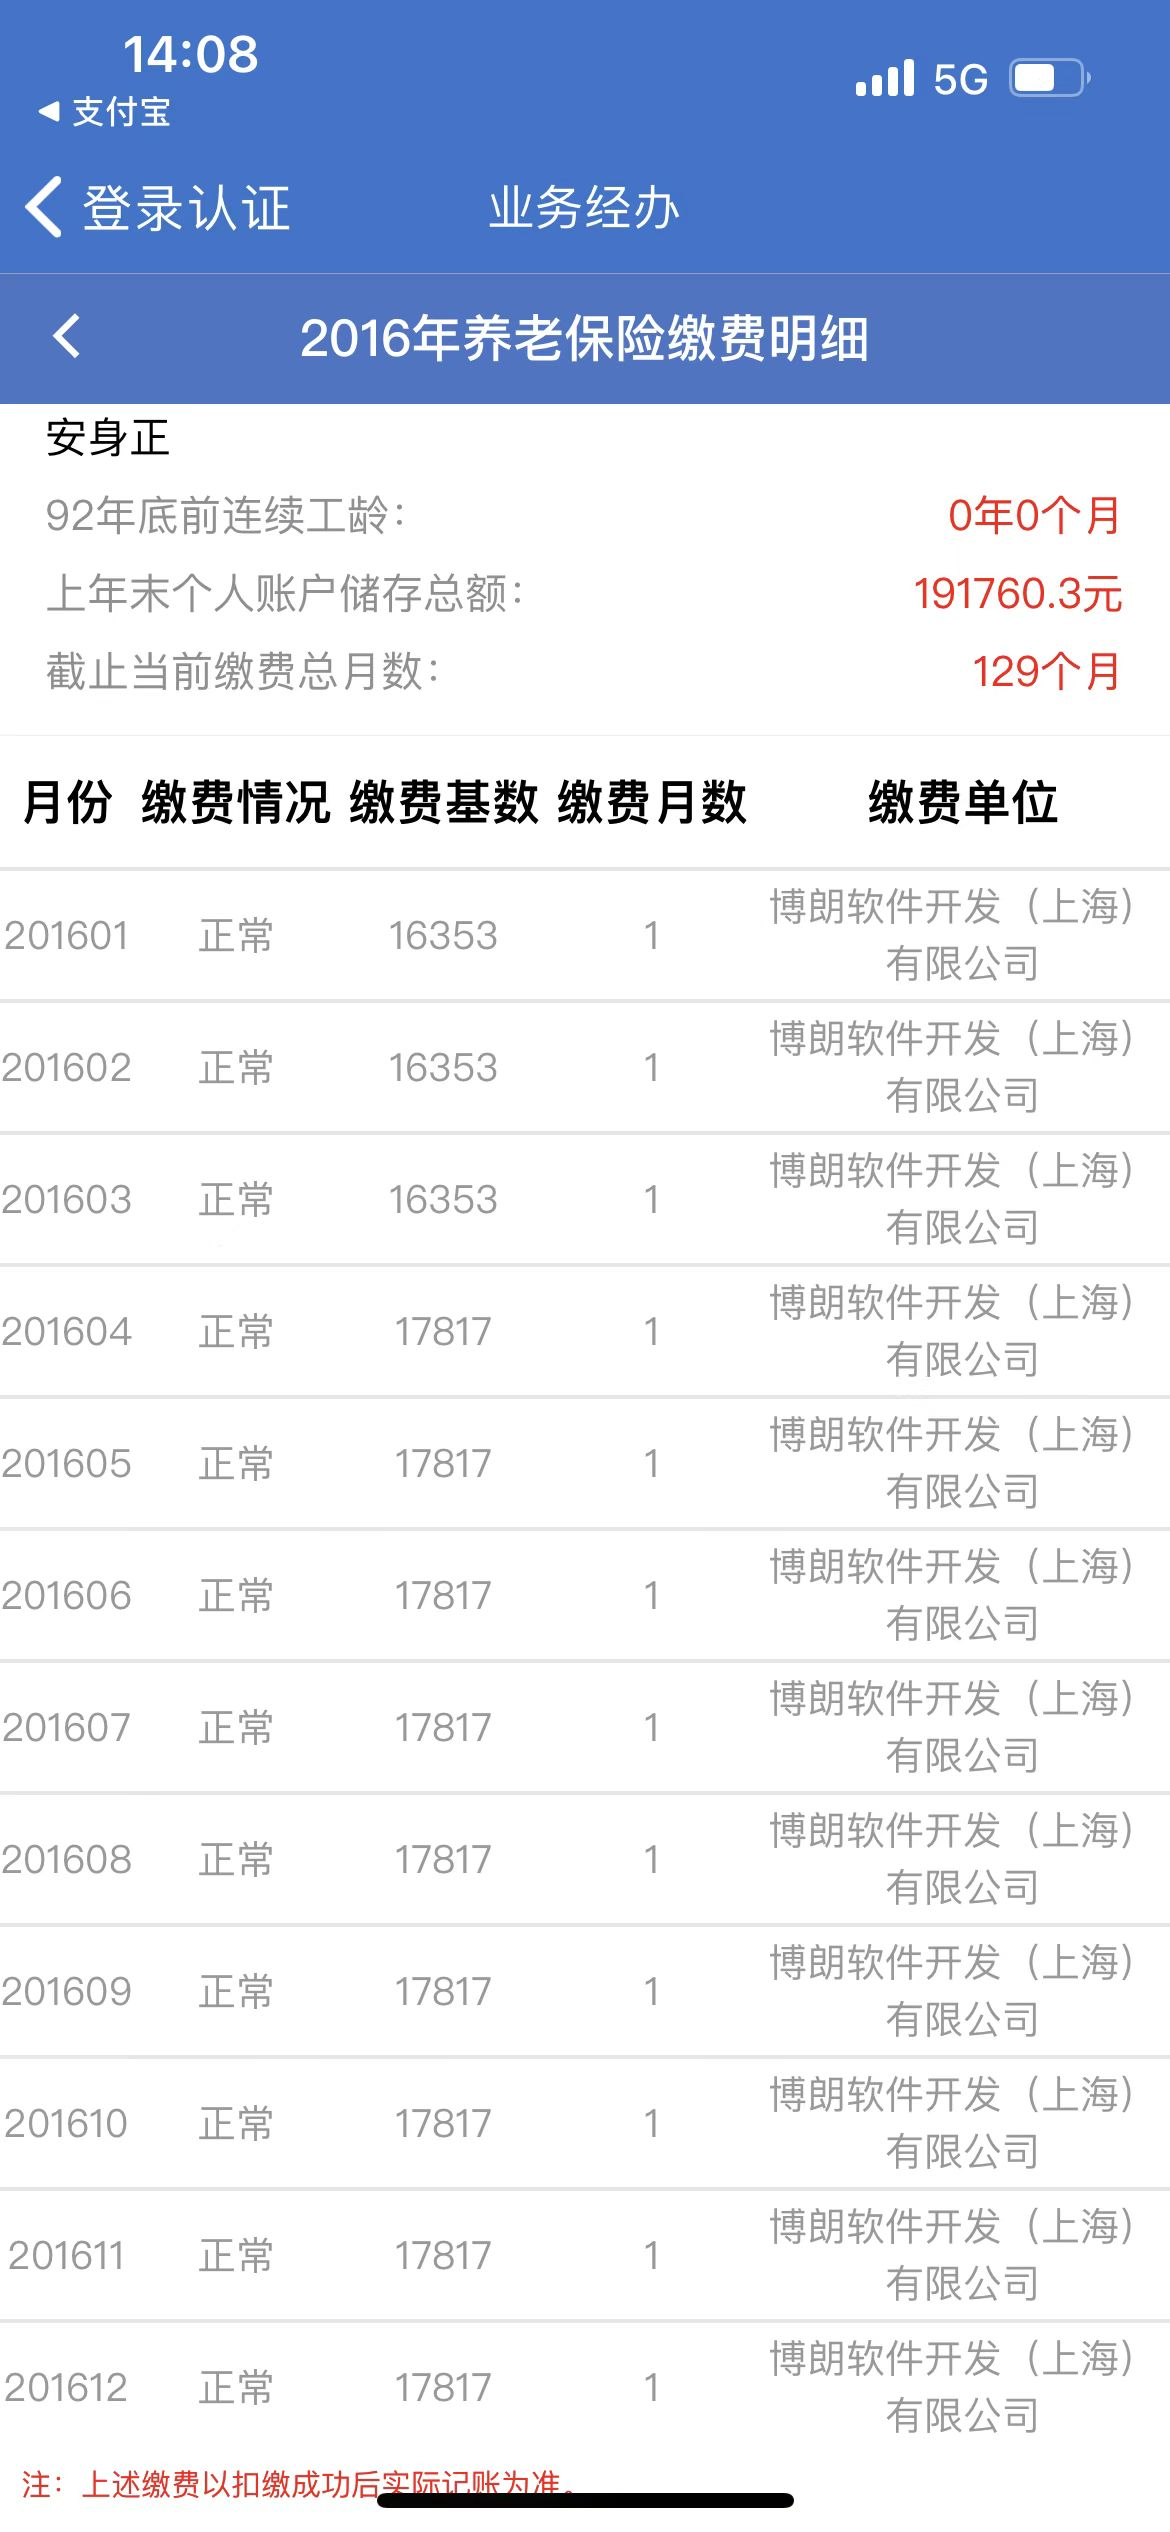 14:08
5G
支付宝
登录认证
业务经办
2016年养老保险缴费明细
安身正
92年底前连续工龄： 0年0个月
上年末个人账户储存总额： 191760.3元
截止当前缴费总月数： 129个月
月份 缴费情况 缴费基数 缴费月数 缴费单位
201601 正常 16353 1 博朗软件开发（上海）
有限公司
201602 正常 16353 1 博朗软件开发（上海）
有限公司
201603 正常 16353 1 博朗软件开发（上海）
有限公司
201604 正常 17817 1 博朗软件开发（上海）
有限公司
201605 正常 17817 1 博朗软件开发（上海）
有限公司
201606 正常 17817 1 博朗软件开发（上海）
有限公司
201607 正常 17817 1 博朗软件开发（上海）
有限公司
201608 正常 17817 1 博朗软件开发（上海）
有限公司
201609 正常 17817 1 博朗软件开发（上海）
有限公司
201610 正常 17817 1 博朗软件开发（上海）
有限公司
201611 正常 17817 1 博朗软件开发（上海）
有限公司
201612 正常 17817 1 博朗软件开发（上海）
有限公司
注：上述缴费以扣缴成功后实际记账为准。